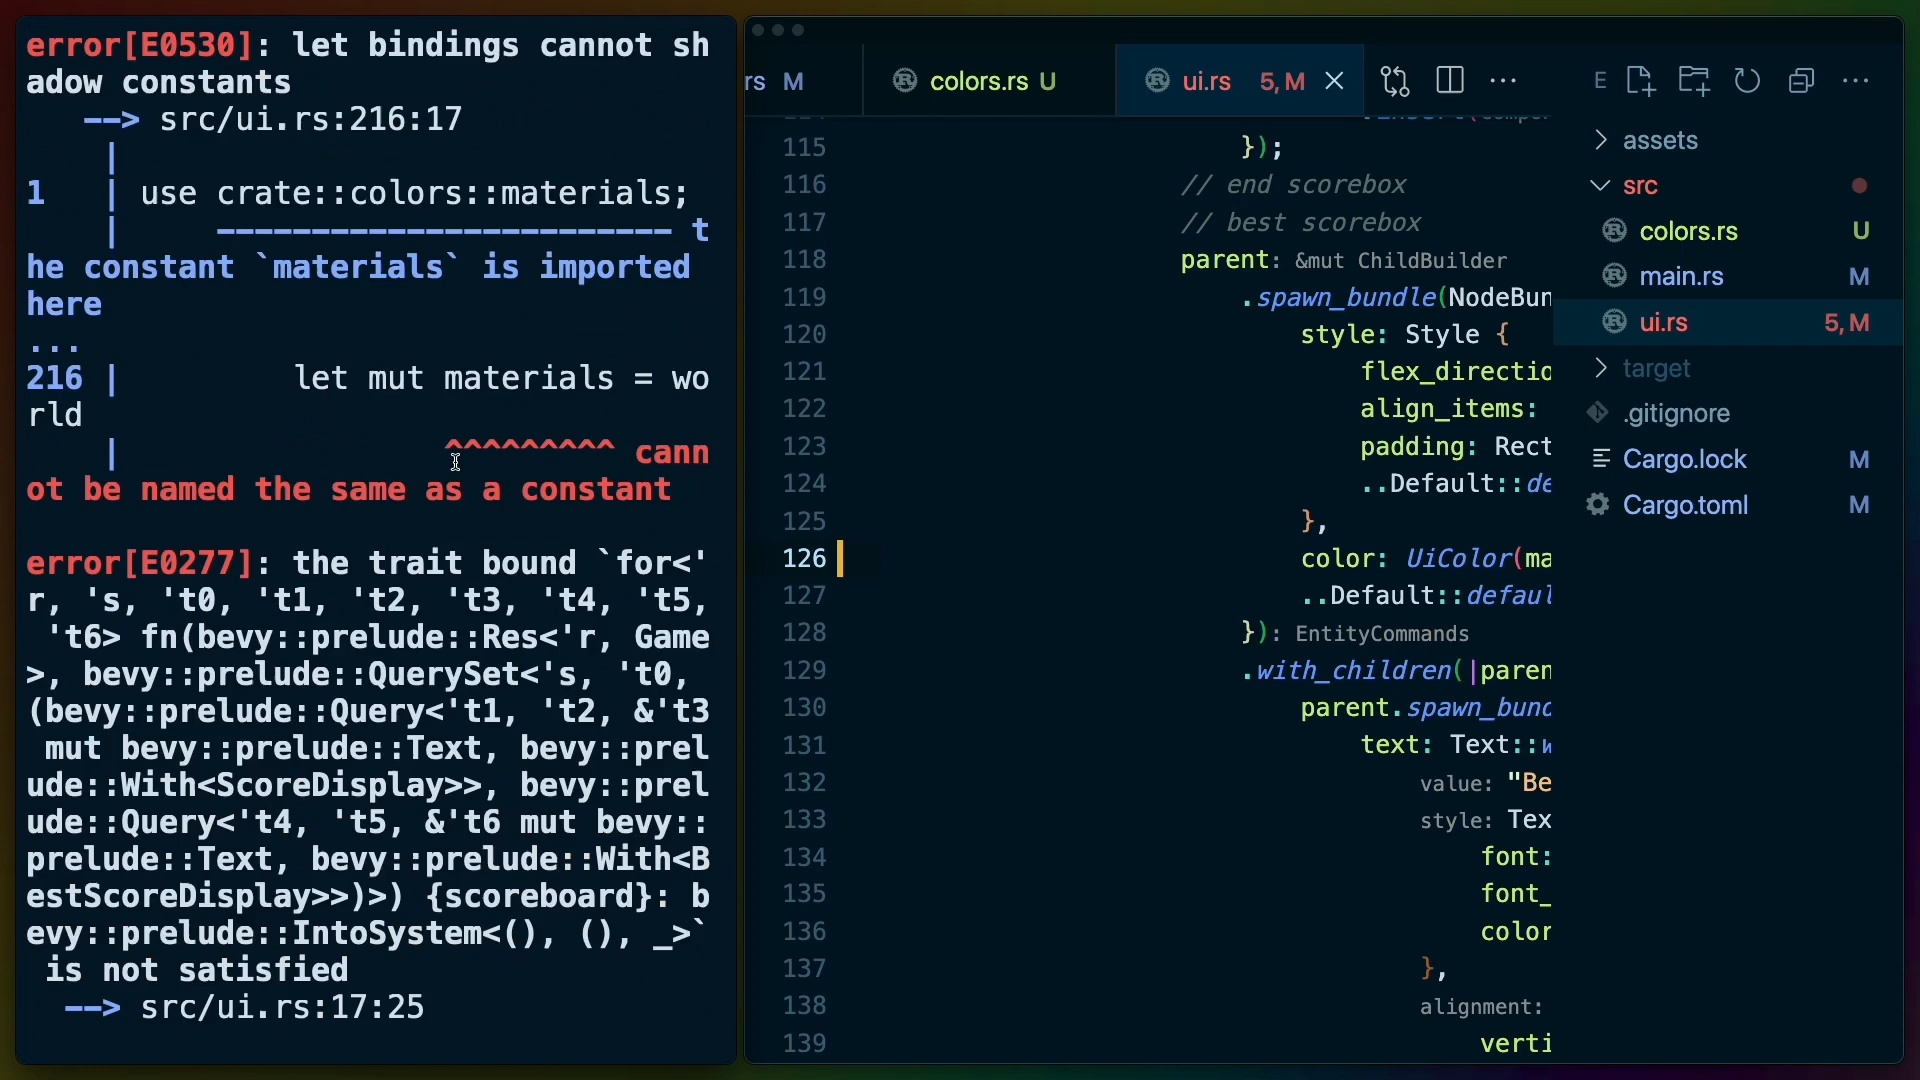 error[E0530]: let bindings cannot sh
adow constants
--> src/ui.rs:216:17
|
1 | use crate::colors::materials;
| ------------------------ t
he constant `materials` is imported
here
...
216 | let mut materials = wo
rld
| ^^^^^^^^^ cann
ot be named the same as a constant
error[E0277]: the trait bound `for<'
r, 's, 't0, 't1, 't2, 't3, 't4, 't5,
't6> fn(bevy::prelude::Res<'r, Game
>, bevy::prelude::QuerySet<'s, 't0,
(bevy::prelude::Query<'t1, 't2, &'t3
mut bevy::prelude::Text, bevy::prel
ude::With<ScoreDisplay>>, bevy::prel
ude::Query<'t4, 't5, &'t6 mut bevy::
prelude::Text, bevy::prelude::With<B
estScoreDisplay>>)>) {scoreboard}: b
evy::prelude::IntoSystem<(), (), _>`
is not satisfied
--> src/ui.rs:17:25
rs M
colors.rs U
ui.rs 5, M
115 });
116 // end scorebox
117 // best scorebox
118 parent: &mut ChildBuilder
119 .spawn_bundle(NodeBun
120 style: Style {
121 flex_directio
122 align_items:
123 padding: Rect
124 ..Default::de
125 },
126 color: UiColor(ma
127 ..Default::defaul
128 }): EntityCommands
129 .with_children(|paren
130 parent.spawn_bund
131 text: Text::w
132 value: "Be
133 style: Tex
134 font:
135 font_
136 color
137 },
138 alignment:
139 verti
E
assets
src
colors.rs U
main.rs M
ui.rs 5, M
target
.gitignore
Cargo.lock M
Cargo.toml M